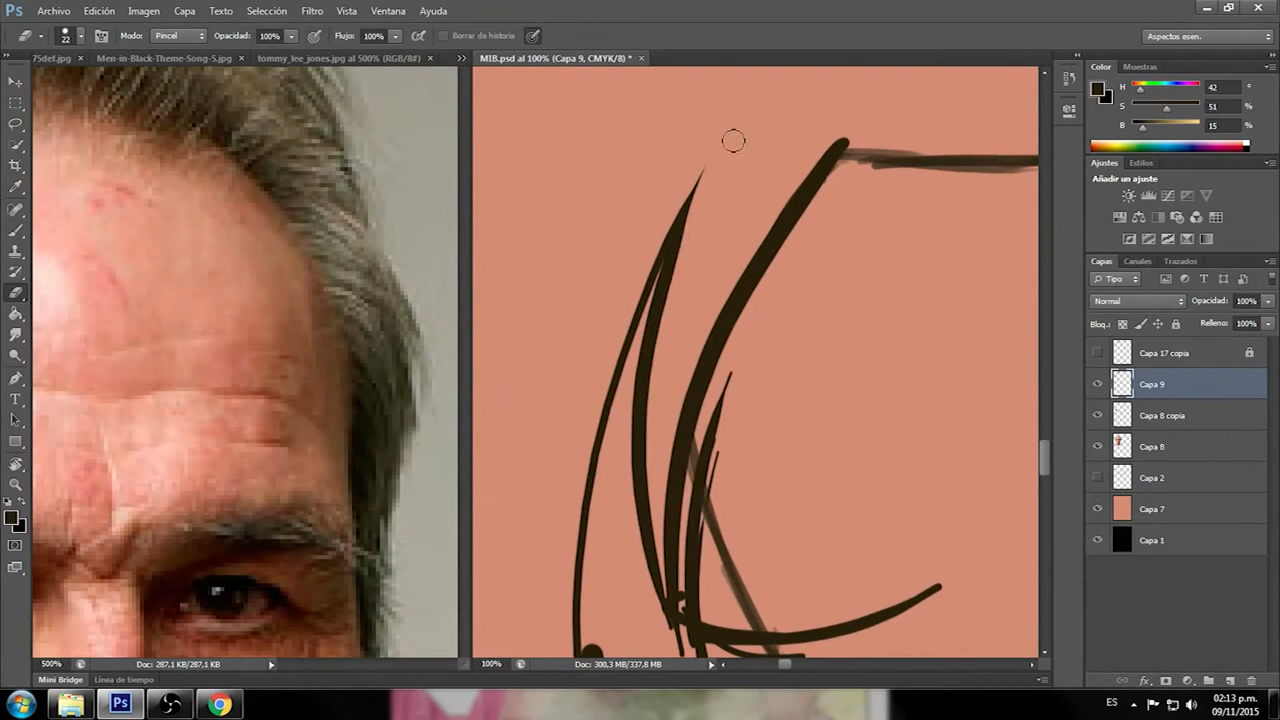 Ps Archivo Edición Imagen Capa Texto Selección Filtro Vista Ventana Ayuda
22 Modo: Pincel Opacidad: 100% Flujo: 100% Borrar de historia Aspectos esen.
75def.jpg Men-in-Black-Theme-Song-5.jpg tommy_lee_jones.jpg al 500% (RGB/8#) MIB.psd al 100% (Capa 9, CMYK/8) *
Color Muestras
H 42 °
S 51 %
B 15 %
Ajustes Estilos
Añadir un ajuste
Capas Canales Trazados
Tipo
Normal Opacidad: 100%
Bloq.: Relleno: 100%
Capa 17 copia
Capa 9
Capa 8 copia
Capa 8
Capa 2
Capa 7
Capa 1
500% Doc: 287,1 KB/287,1 KB 100% Doc: 300,3 MB/337,8 MB
Mini Bridge Línea de tiempo
Ps ES 02:13 p.m.
09/11/2015